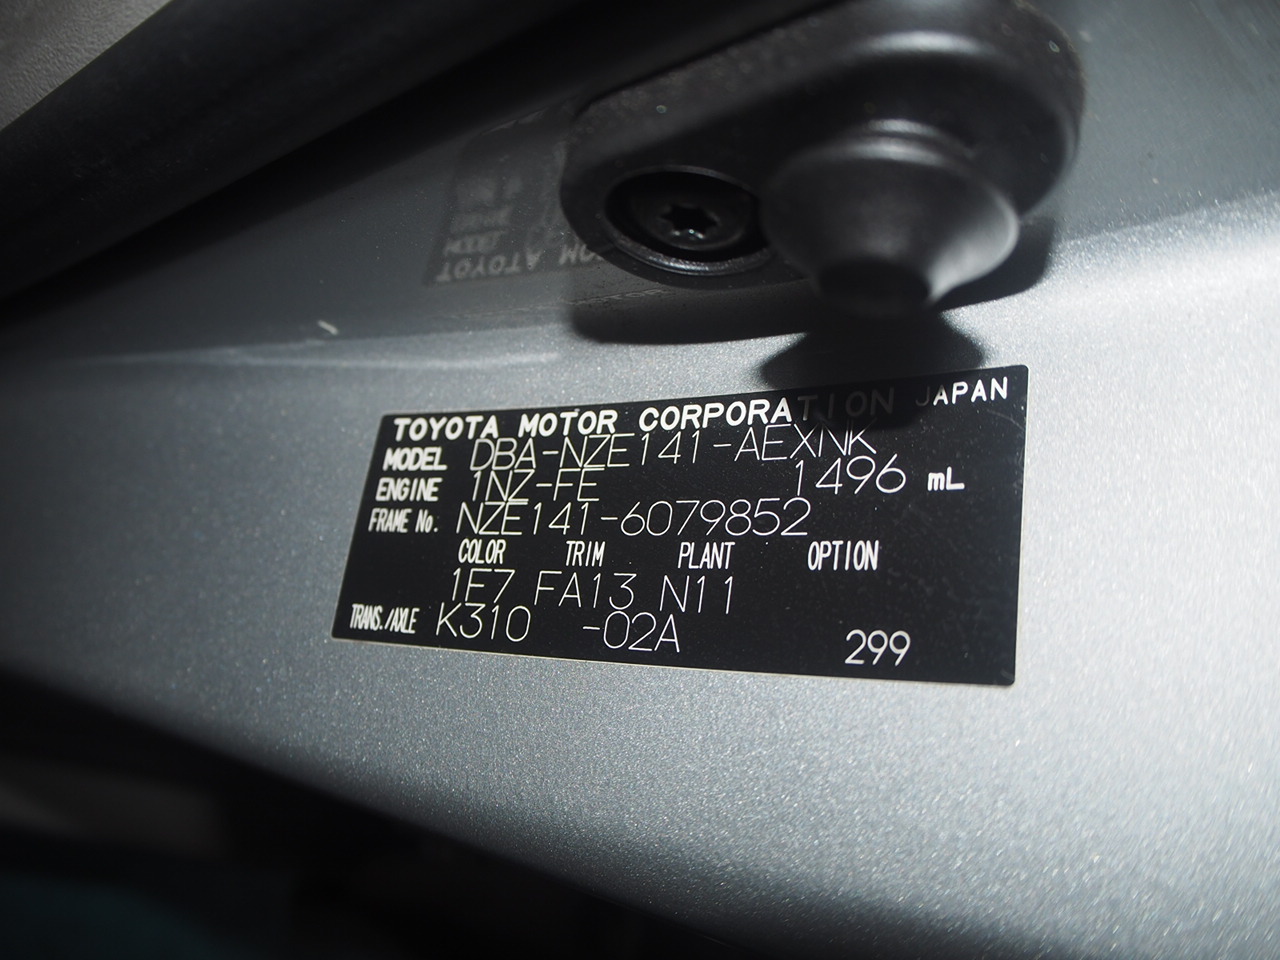 TOYOTA MOTOR CORPORATION JAPAN
MODEL DBA-NZE141-AEXNK
ENGINE 1NZ-FE 1496 mL
FRAME No. NZE141-6079852
COLOR TRIM PLANT OPTION
1F7 FA13 N11
TRANS./AXLE K310 -02A
299